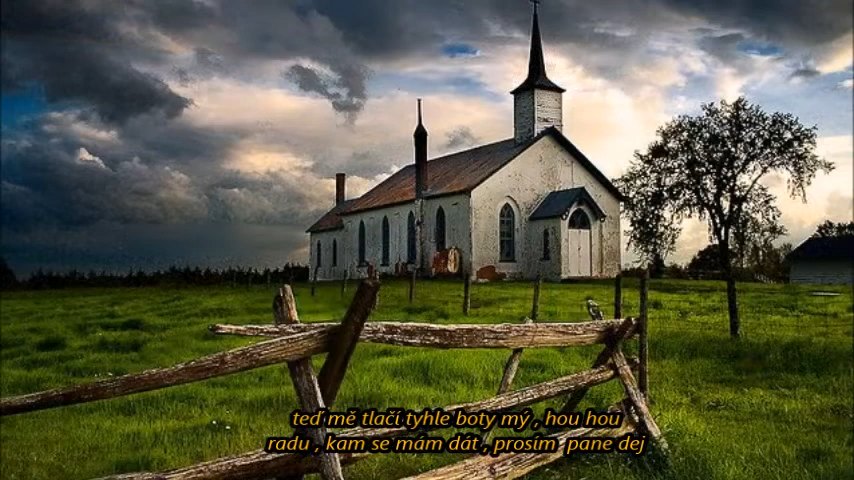 teď mě tlačí tyhle boty mý , hou hou
radu , kam se mám dát , prosím pane dej